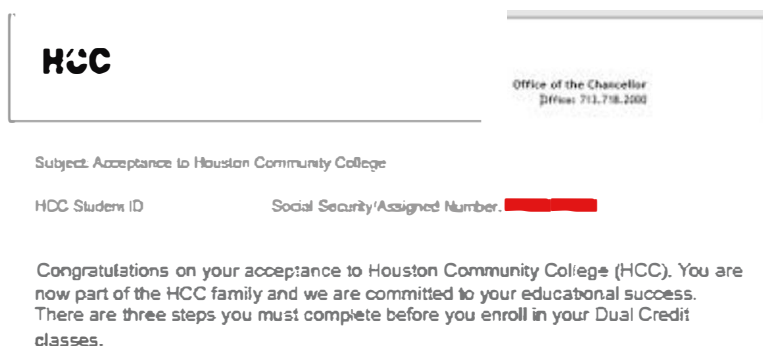 HCC
Office of the Chancellor
Office: 713.718.2000
Subject: Acceptance to Houston Community College
HCC Student ID Social Security/Assigned Number.
Congratulations on your acceptance to Houston Community College (HCC). You are
now part of the HCC family and we are committed to your educational success.
There are three steps you must complete before you enroll in your Dual Credit
classes.